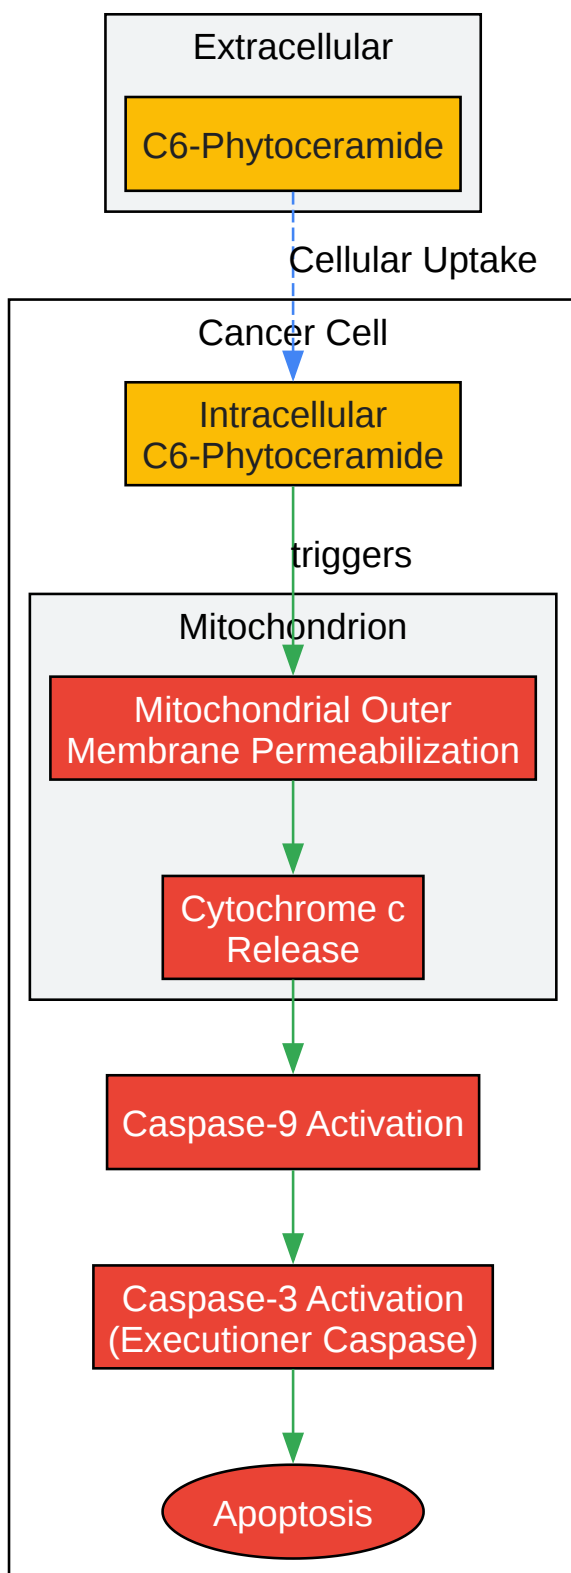 Extracellular
C6-Phytoceramide
Cellular Uptake
Cancer Cell
Intracellular
C6-Phytoceramide
triggers
Mitochondrion
Mitochondrial Outer
Membrane Permeabilization
Cytochrome c
Release
Caspase-9 Activation
Caspase-3 Activation
(Executioner Caspase)
Apoptosis